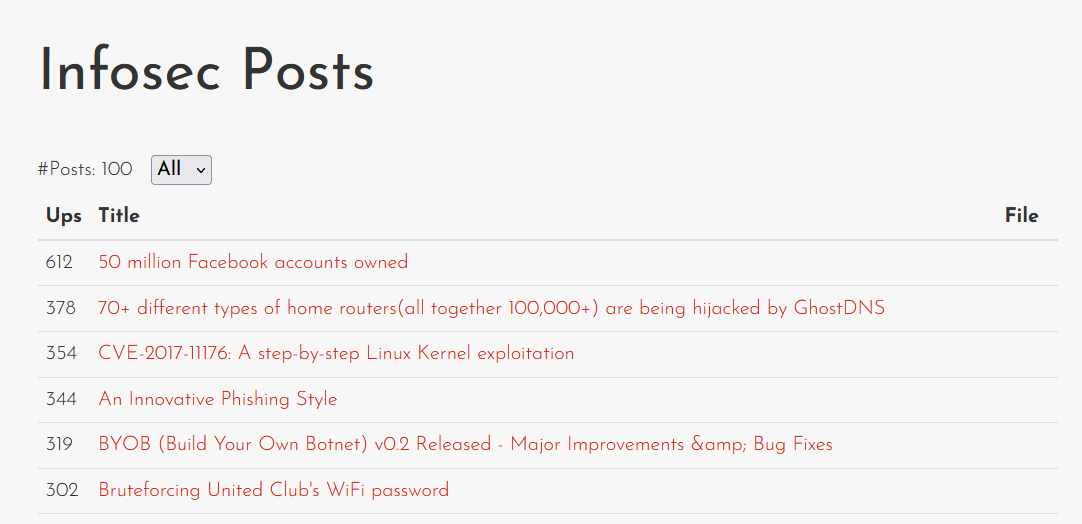 Infosec Posts
#Posts: 100 All
Ups Title File
612 50 million Facebook accounts owned
378 70+ different types of home routers(all together 100,000+) are being hijacked by GhostDNS
354 CVE-2017-11176: A step-by-step Linux Kernel exploitation
344 An Innovative Phishing Style
319 BYOB (Build Your Own Botnet) v0.2 Released - Major Improvements &amp; Bug Fixes
302 Bruteforcing United Club's WiFi password